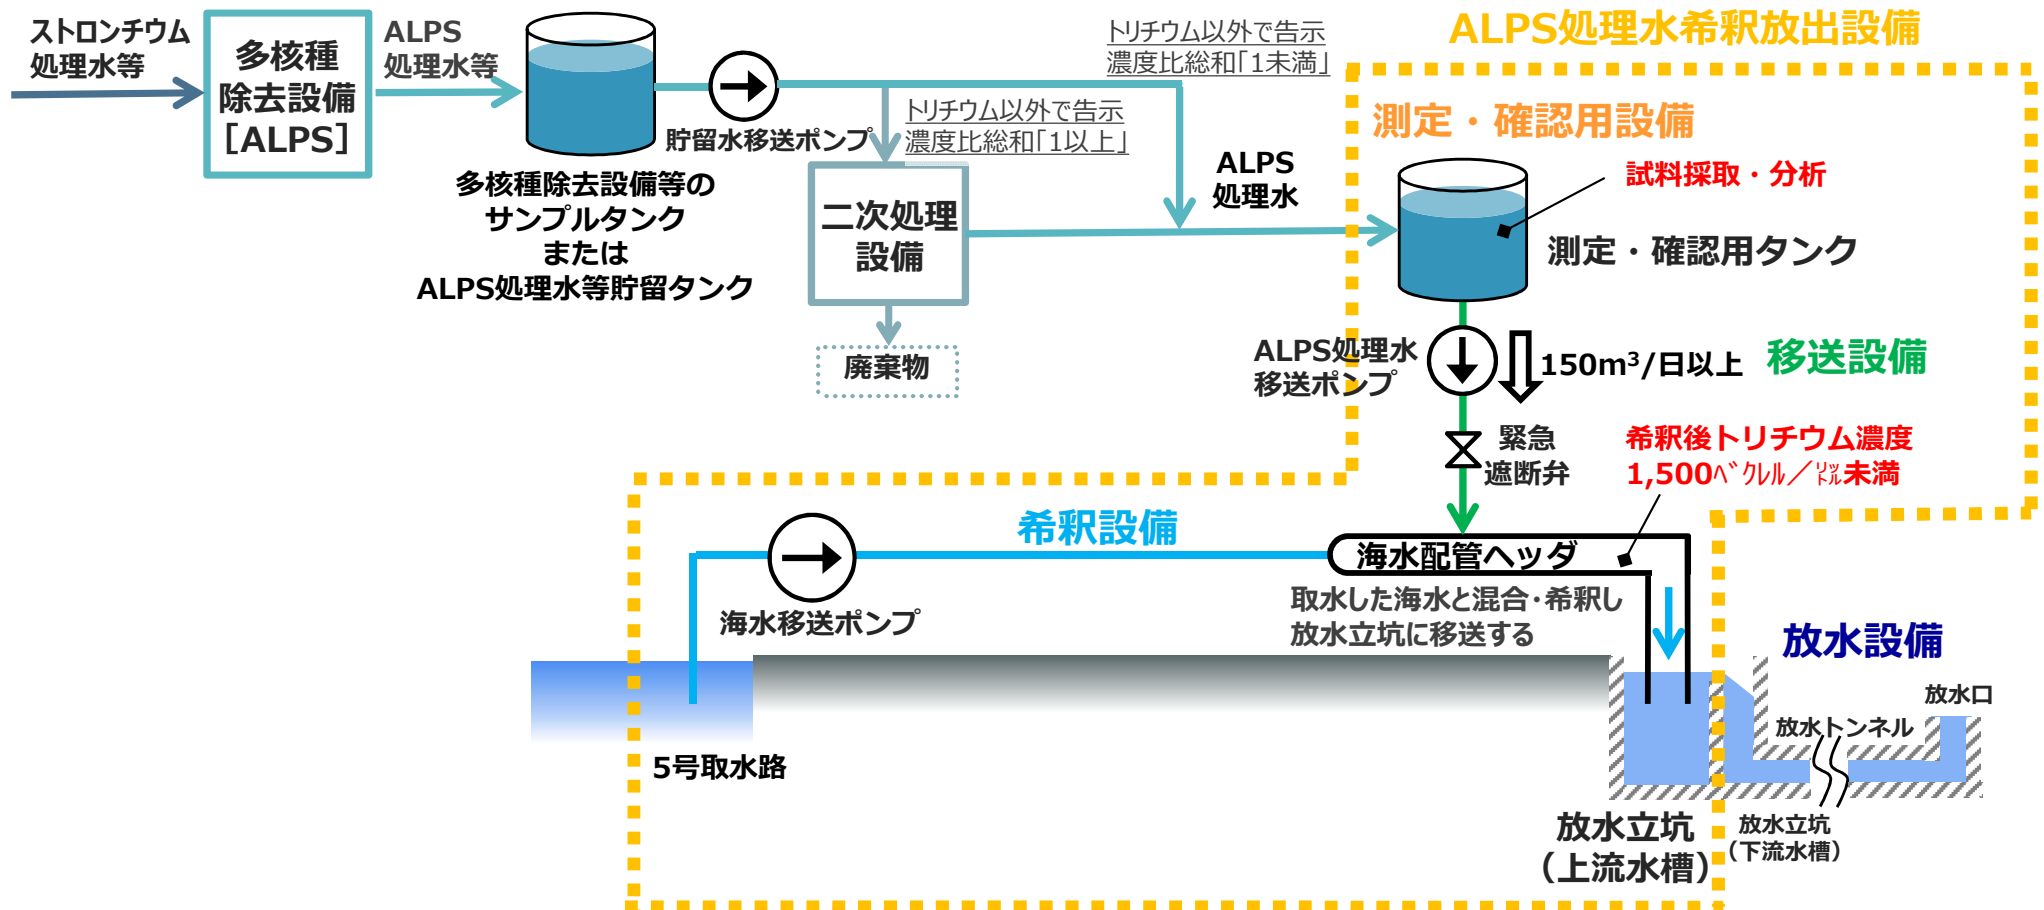 ストロンチウム
処理水等
多核種
除去設備
［ALPS］
ALPS
処理水等
多核種除去設備等の
サンプルタンク
または
ALPS処理水等貯留タンク
貯留水移送ポンプ
トリチウム以外で告示
濃度比総和｢1以上｣
トリチウム以外で告示
濃度比総和｢1未満｣
二次処理
設備
廃棄物
ALPS
処理水
ALPS処理水希釈放出設備
測定・確認用設備
試料採取・分析
測定・確認用タンク
ALPS処理水
移送ポンプ
150m³/日以上
移送設備
緊急
遮断弁
希釈後トリチウム濃度
1,500ﾍﾞｸﾚﾙ／㍑未満
希釈設備
海水移送ポンプ
海水配管ヘッダ
取水した海水と混合･希釈し
放水立坑に移送する
5号取水路
放水設備
放水口
放水トンネル
放水立坑
（上流水槽）
放水立坑
（下流水槽）